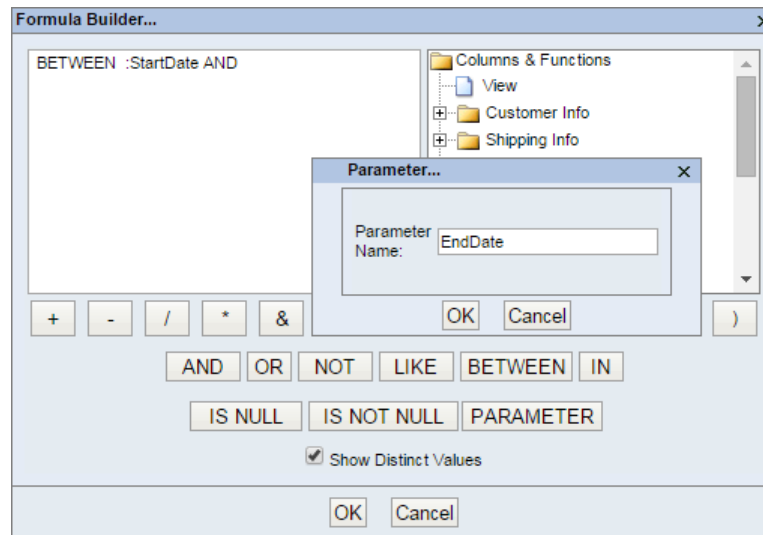 Formula Builder...
x
BETWEEN :StartDate AND
Columns & Functions
View
Customer Info
Shipping Info
Parameter...
x
Parameter
Name:
EndDate
OK Cancel
+ - / * & )
AND OR NOT LIKE BETWEEN IN
IS NULL IS NOT NULL PARAMETER
Show Distinct Values
OK Cancel